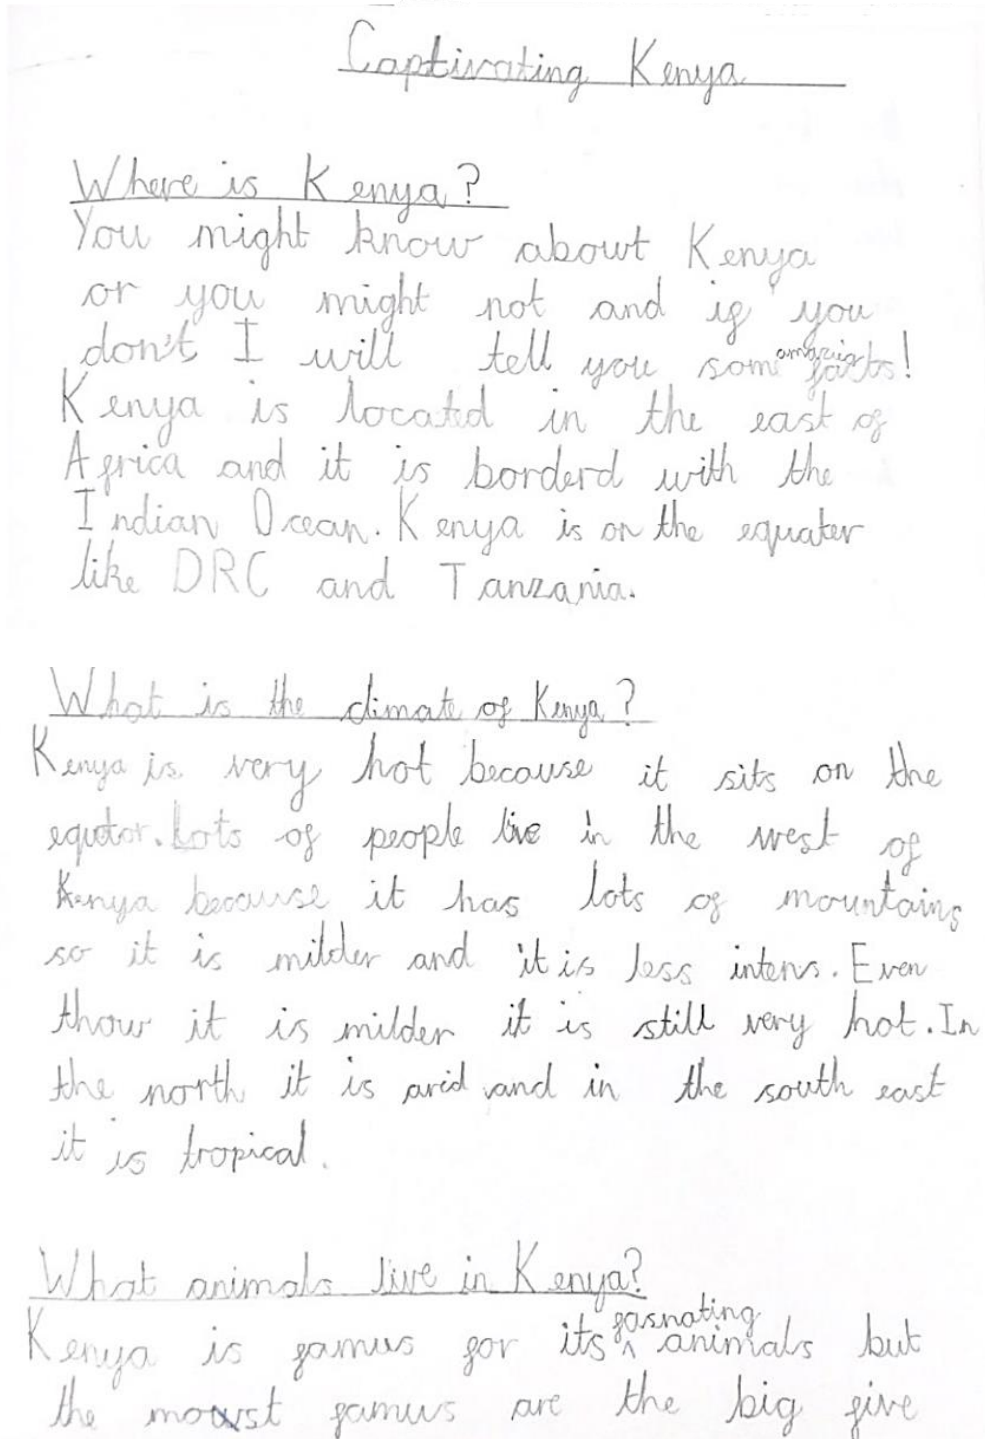 Captivating Kenya
Where is Kenya?
You might know about Kenya
or you might not and if you
don't I will tell you some amazing facts!
Kenya is located in the east of
Africa and it is borderd with the
Indian Ocean. Kenya is on the equater
like DRC and Tanzania.
What is the climate of Kenya?
Kenya is very hot because it sits on the
equator. Lots of people live in the west of
Kenya because it has lots of mountains
so it is milder and it is less intens. Even
thow it is milder it is still very hot. In
the north it is arid and in the south east
it is tropical.
What animals live in Kenya?
Kenya is famus for its fasnating animals but
the mowst famus are the big five